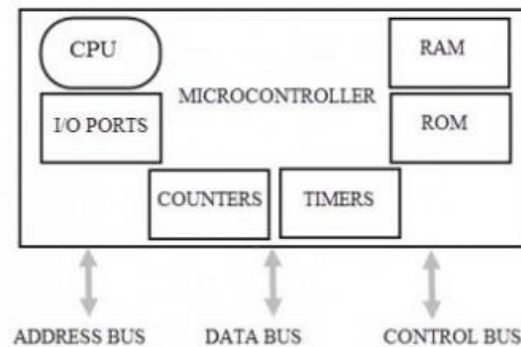 CPU
RAM
MICROCONTROLLER
I/O PORTS
ROM
COUNTERS
TIMERS
ADDRESS BUS
DATA BUS
CONTROL BUS